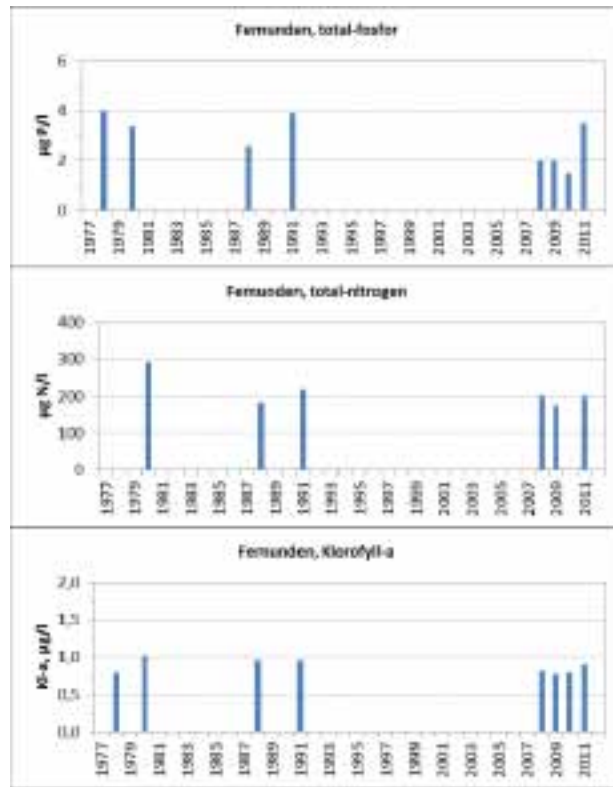 Femunden, total-fosfor
µg P/l
6
4
2
0
1977 1979 1981 1983 1985 1987 1989 1991 1993 1995 1997 1999 2001 2003 2005 2007 2009 2011
Femunden, total-nitrogen
µg N/l
400
300
200
100
0
1977 1979 1981 1983 1985 1987 1989 1991 1993 1995 1997 1999 2001 2003 2005 2007 2009 2011
Femunden, Klorofyll-a
Kl-a, µg/l
2,0
1,5
1,0
0,5
0,0
1977 1979 1981 1983 1985 1987 1989 1991 1993 1995 1997 1999 2001 2003 2005 2007 2009 2011